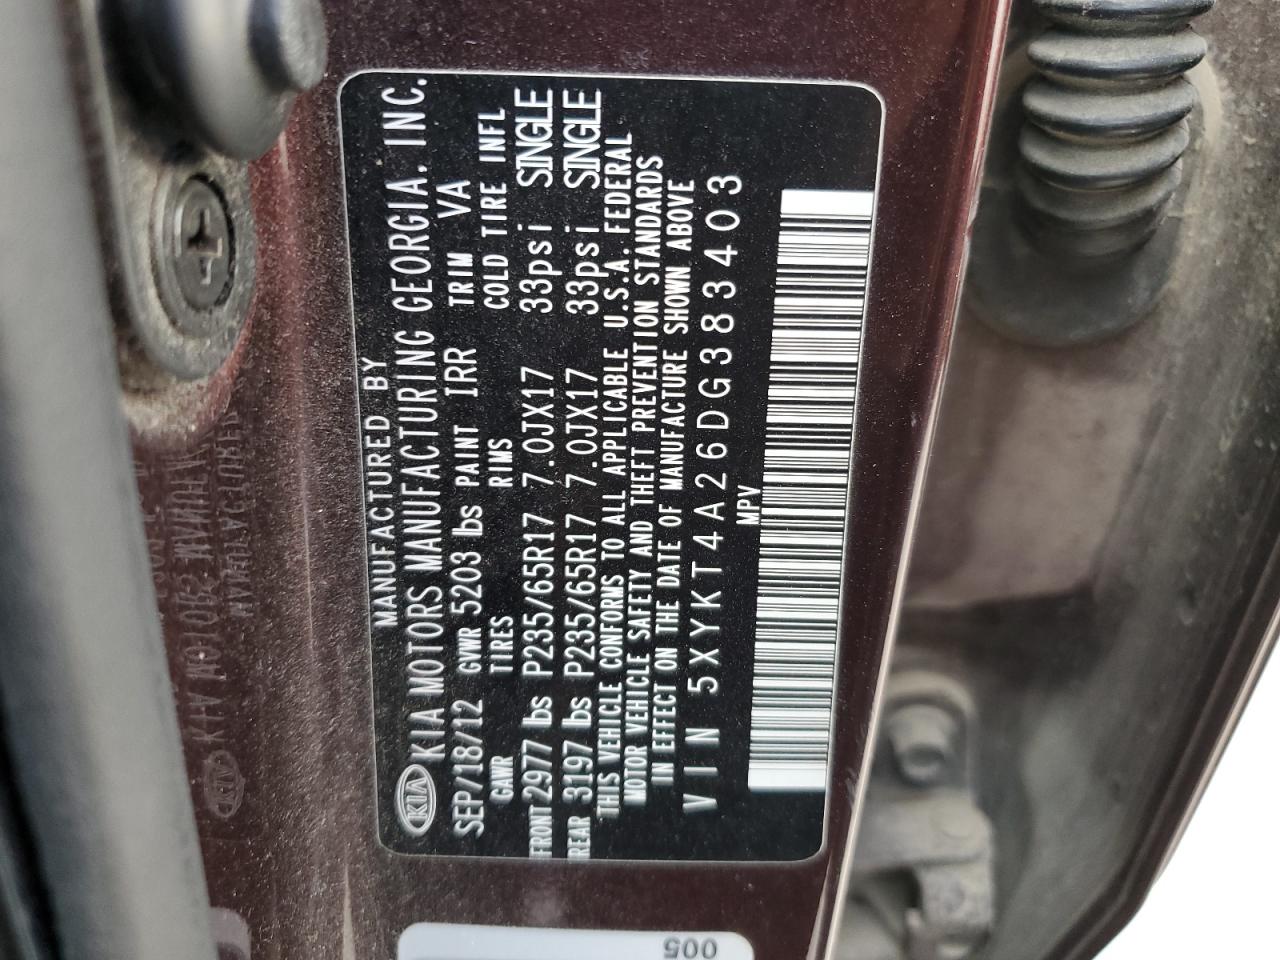 MANUFACTURED BY
KIA KIA MOTORS MANUFACTURING GEORGIA, INC.
SEP/18/12 GVWR 5203 lbs PAINT IRR TRIM VA
GAWR TIRES RIMS COLD TIRE INFL
FRONT 2977 lbs P235/65R17 7.0JX17 33psi SINGLE
REAR 3197 lbs P235/65R17 7.0JX17 33psi SINGLE
THIS VEHICLE CONFORMS TO ALL APPLICABLE U.S.A. FEDERAL
MOTOR VEHICLE SAFETY AND THEFT PREVENTION STANDARDS
IN EFFECT ON THE DATE OF MANUFACTURE SHOWN ABOVE
VIN 5XYKT4A26DG383403
MPV
005